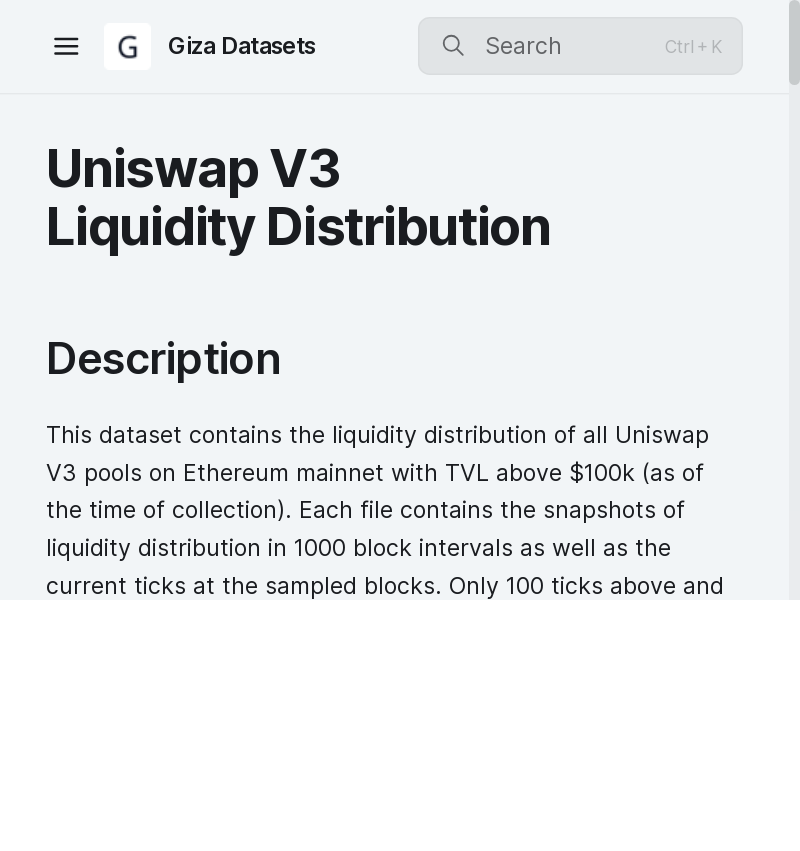 G Giza Datasets Search Ctrl + K
Uniswap V3
Liquidity Distribution
Description
This dataset contains the liquidity distribution of all Uniswap
V3 pools on Ethereum mainnet with TVL above $100k (as of
the time of collection). Each file contains the snapshots of
liquidity distribution in 1000 block intervals as well as the
current ticks at the sampled blocks. Only 100 ticks above and